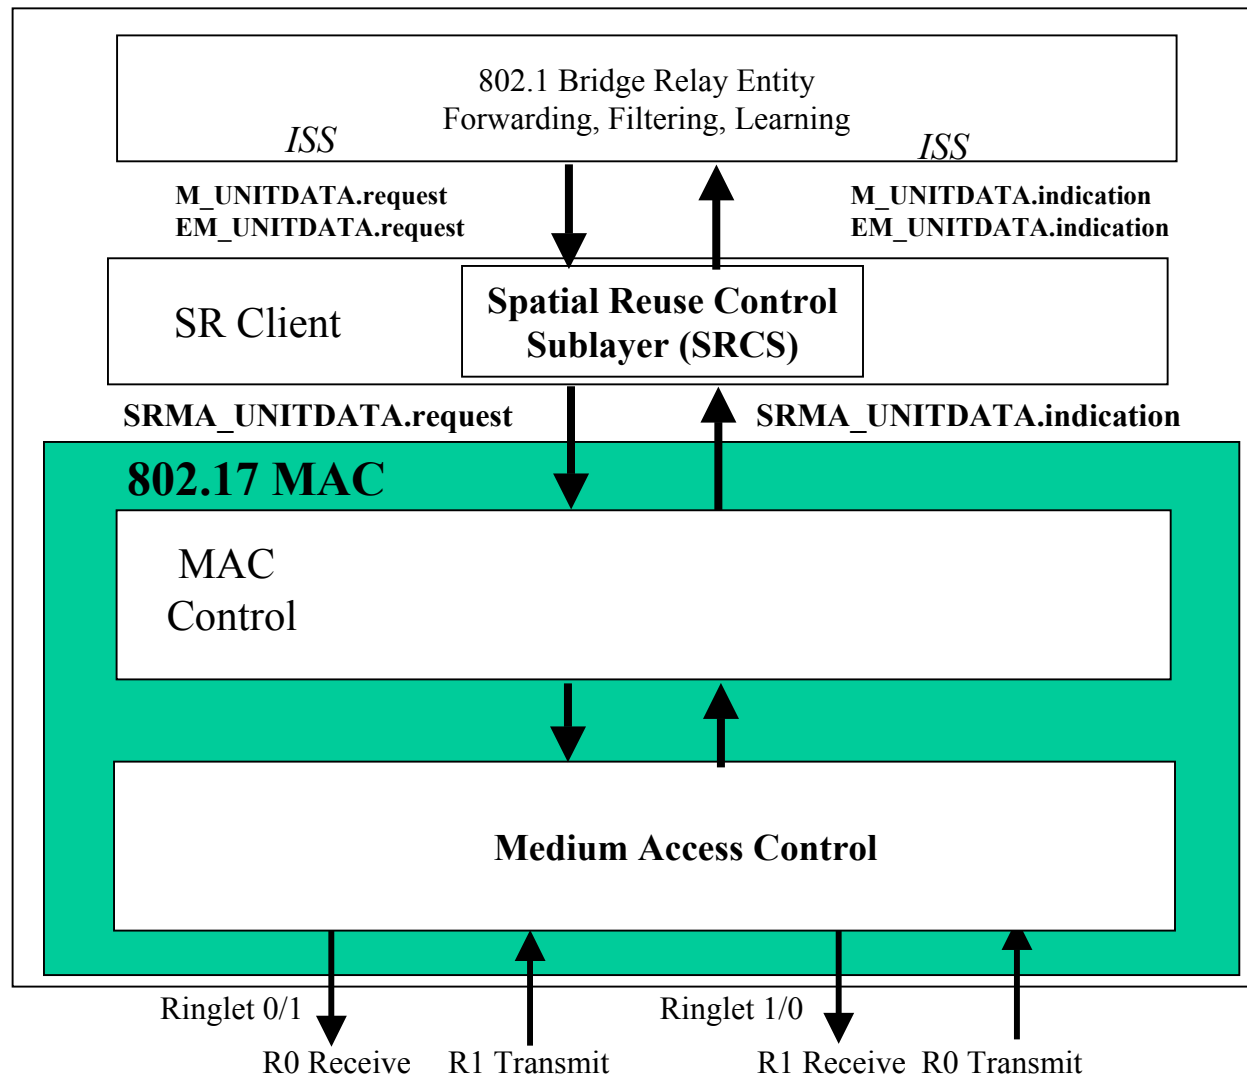 802.1 Bridge Relay Entity
Forwarding, Filtering, Learning
ISS
ISS
M_UNITDATA.request
EM_UNITDATA.request
M_UNITDATA.indication
EM_UNITDATA.indication
SR Client
Spatial Reuse Control
Sublayer (SRCS)
SRMA_UNITDATA.request
SRMA_UNITDATA.indication
802.17 MAC
MAC
Control
Medium Access Control
Ringlet 0/1
Ringlet 1/0
R0 Receive
R1 Transmit
R1 Receive
R0 Transmit